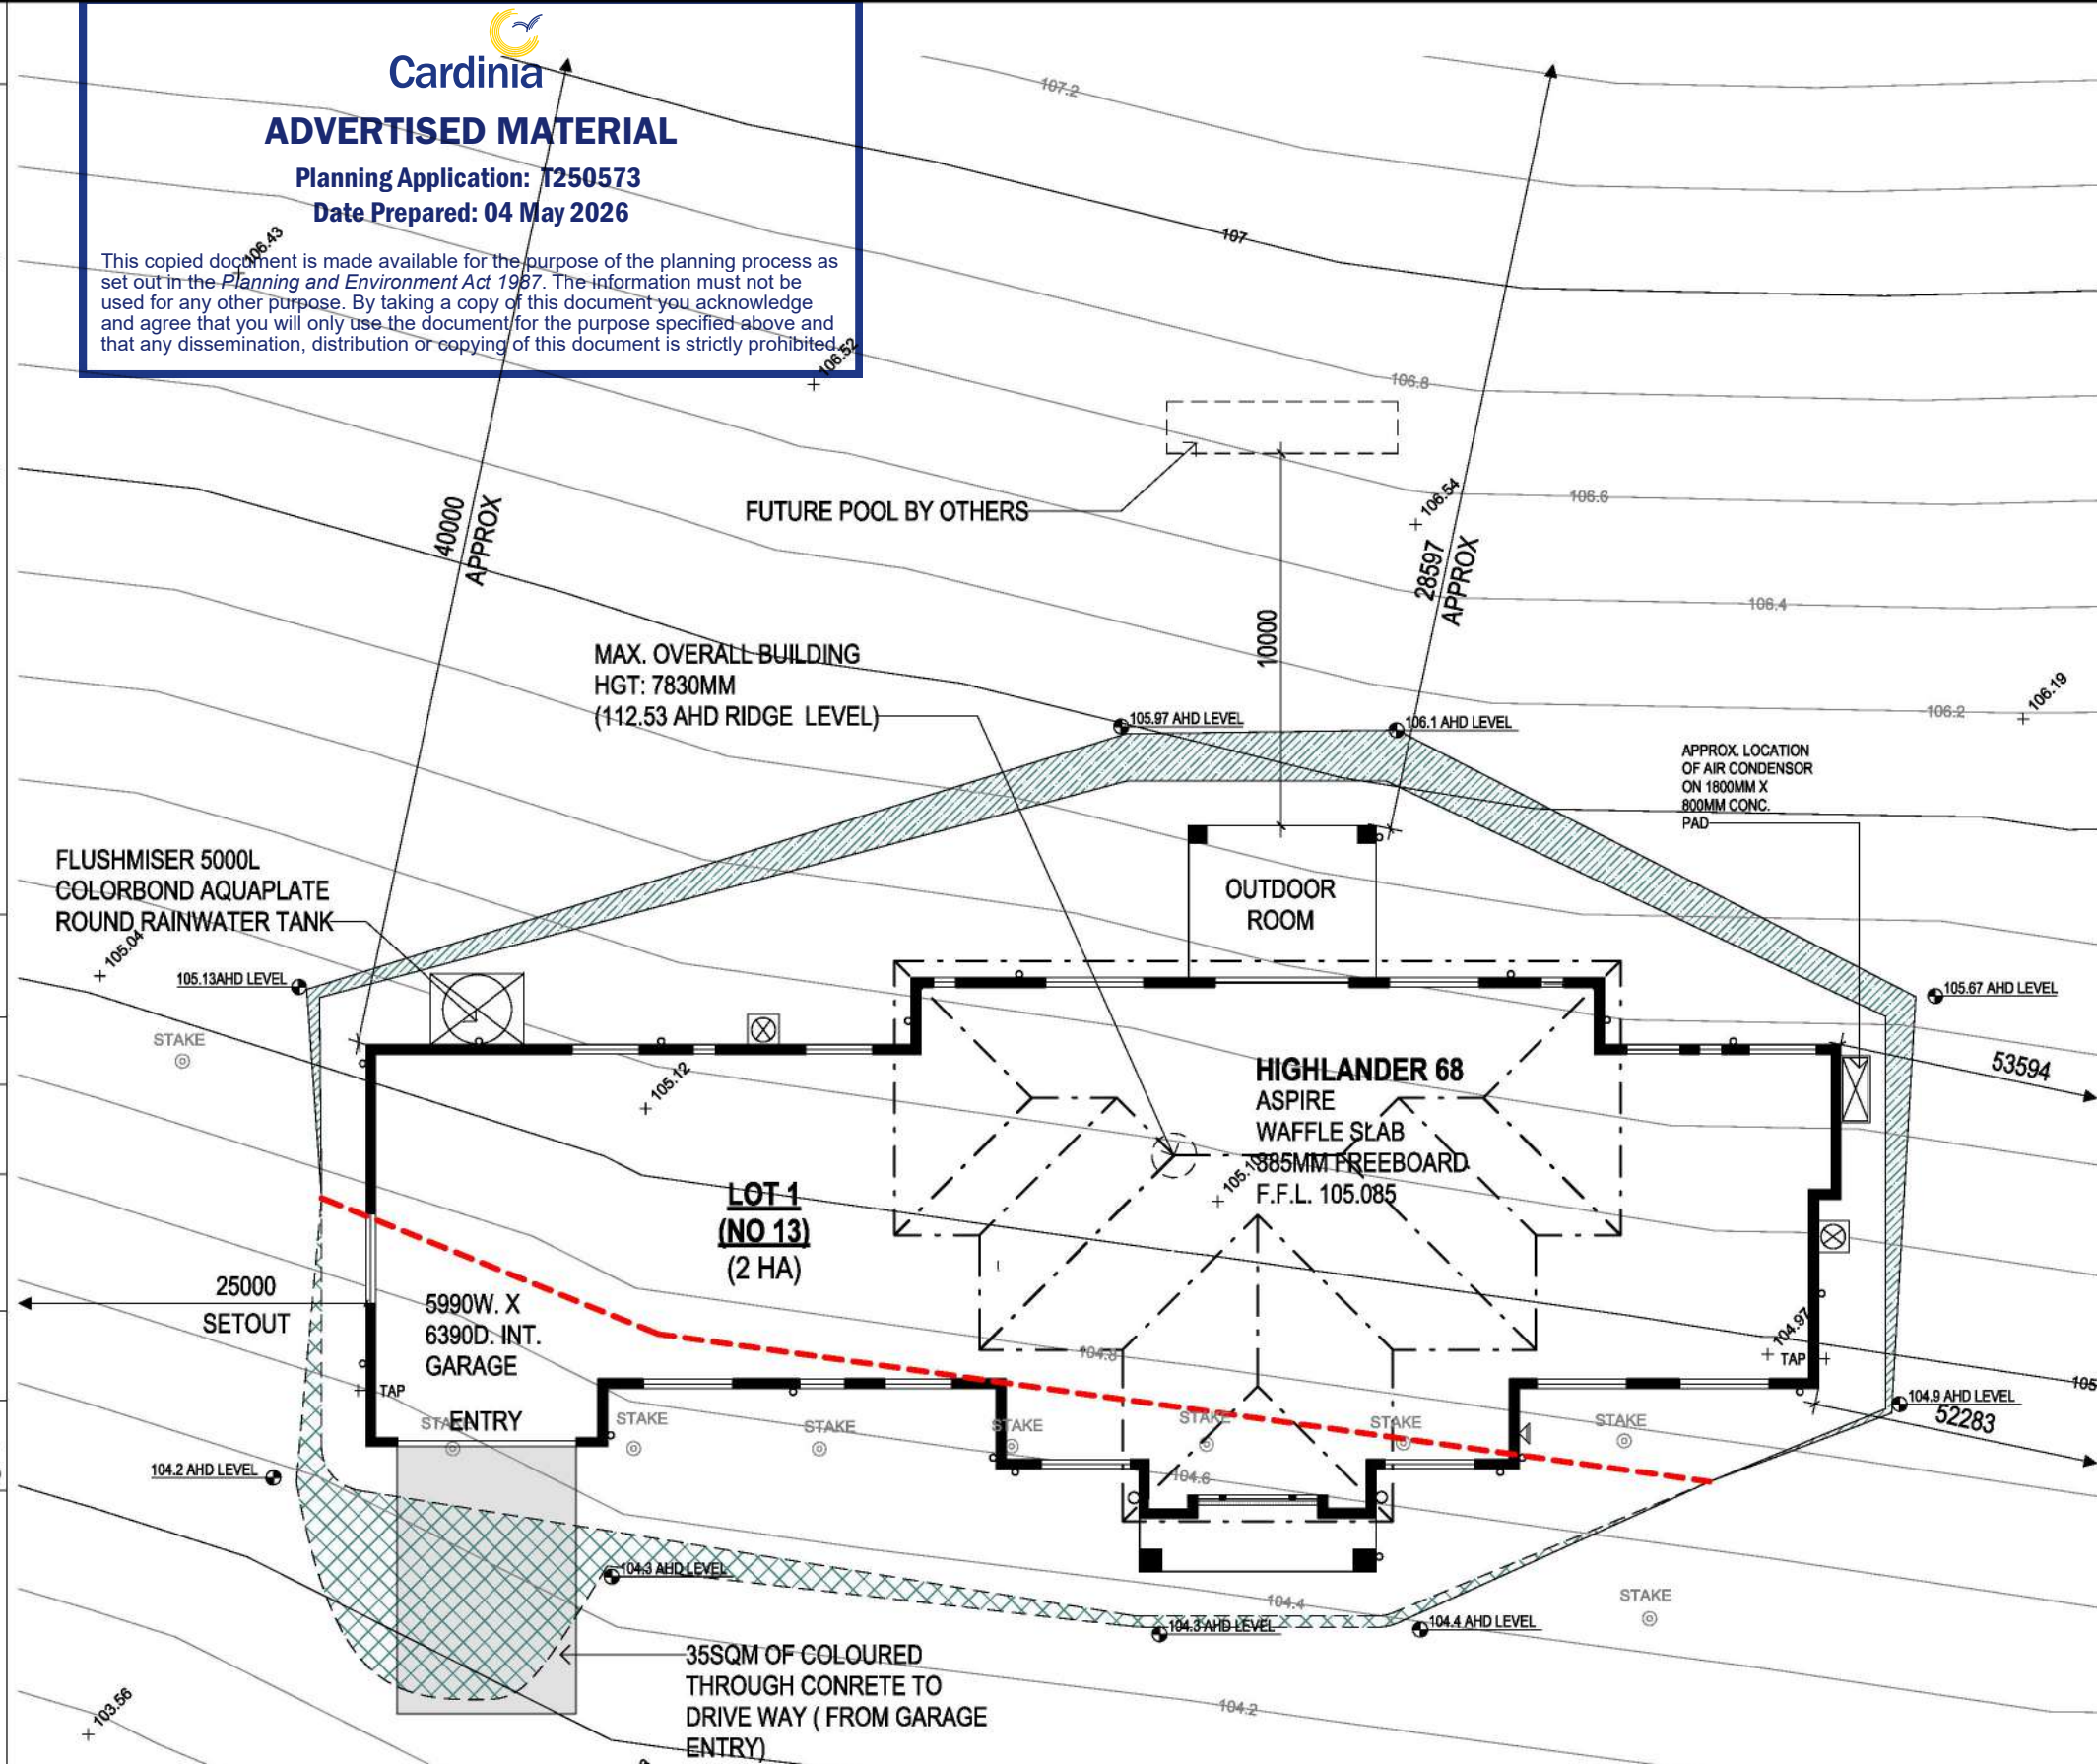 Cardinia
ADVERTISED MATERIAL
Planning Application: T250573
Date Prepared: 04 May 2026
This copied document is made available for the purpose of the planning process as
set out in the Planning and Environment Act 1987. The information must not be
used for any other purpose. By taking a copy of this document you acknowledge
and agree that you will only use the document for the purpose specified above and
that any dissemination, distribution or copying of this document is strictly prohibited.
107.2
106.43
107
106.52
106.8
106.6
106.54
FUTURE POOL BY OTHERS
40000
APPROX
28597
APPROX
106.4
10000
MAX. OVERALL BUILDING
HGT: 7830MM
(112.53 AHD RIDGE LEVEL)
105.97 AHD LEVEL
106.1 AHD LEVEL
106.2
106.19
APPROX. LOCATION
OF AIR CONDENSOR
ON 1800MM X
800MM CONC.
PAD
FLUSHMISER 5000L
COLORBOND AQUAPLATE
ROUND RAINWATER TANK
OUTDOOR
ROOM
105.04
105.13AHD LEVEL
105.67 AHD LEVEL
STAKE
105.12
53594
HIGHLANDER 68
ASPIRE
WAFFLE SLAB
885MM FREEBOARD
F.F.L. 105.085
105.10
LOT 1
(NO 13)
(2 HA)
25000
SETOUT
5990W. X
6390D. INT.
GARAGE
104.8
104.97
TAP
TAP
105
104.9 AHD LEVEL
52283
ENTRY
STAKE
STAKE
STAKE
STAKE
STAKE
STAKE
STAKE
104.2 AHD LEVEL
104.6
104.3 AHD LEVEL
104.4
104.3 AHD LEVEL
104.4 AHD LEVEL
STAKE
35SQM OF COLOURED
THROUGH CONRETE TO
DRIVE WAY ( FROM GARAGE
ENTRY)
103.56
104.2